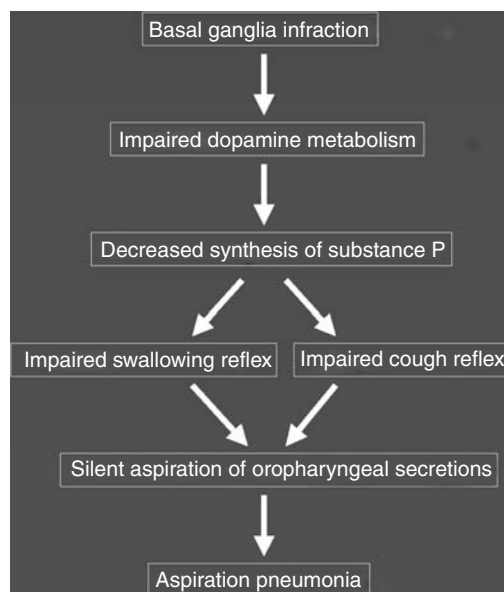 Basal ganglia infraction
Impaired dopamine metabolism
Decreased synthesis of substance P
Impaired swallowing reflex
Impaired cough reflex
Silent aspiration of oropharyngeal secretions
Aspiration pneumonia